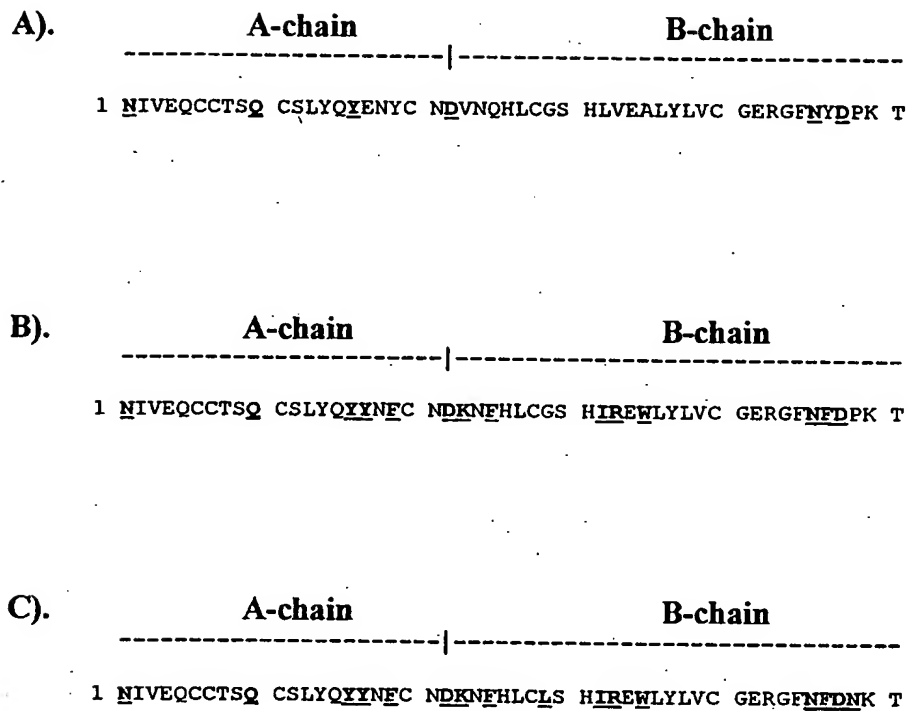 A).
A-chain B-chain
-----------------------|--------------------------------
1 NIVEQCCTSQ CSLYQYENYC NDVNQHLCGS HLVEALYLVC GERGFNYDPK T
B).
A-chain B-chain
-----------------------|--------------------------------
1 NIVEQCCTSQ CSLYQYYNFC NDKNFHLCGS HIREWLYLVC GERGFNFDPK T
C).
A-chain B-chain
-----------------------|--------------------------------
1 NIVEQCCTSQ CSLYQYYNFC NDKNFHLCLS HIREWLYLVC GERGFNFDNK T